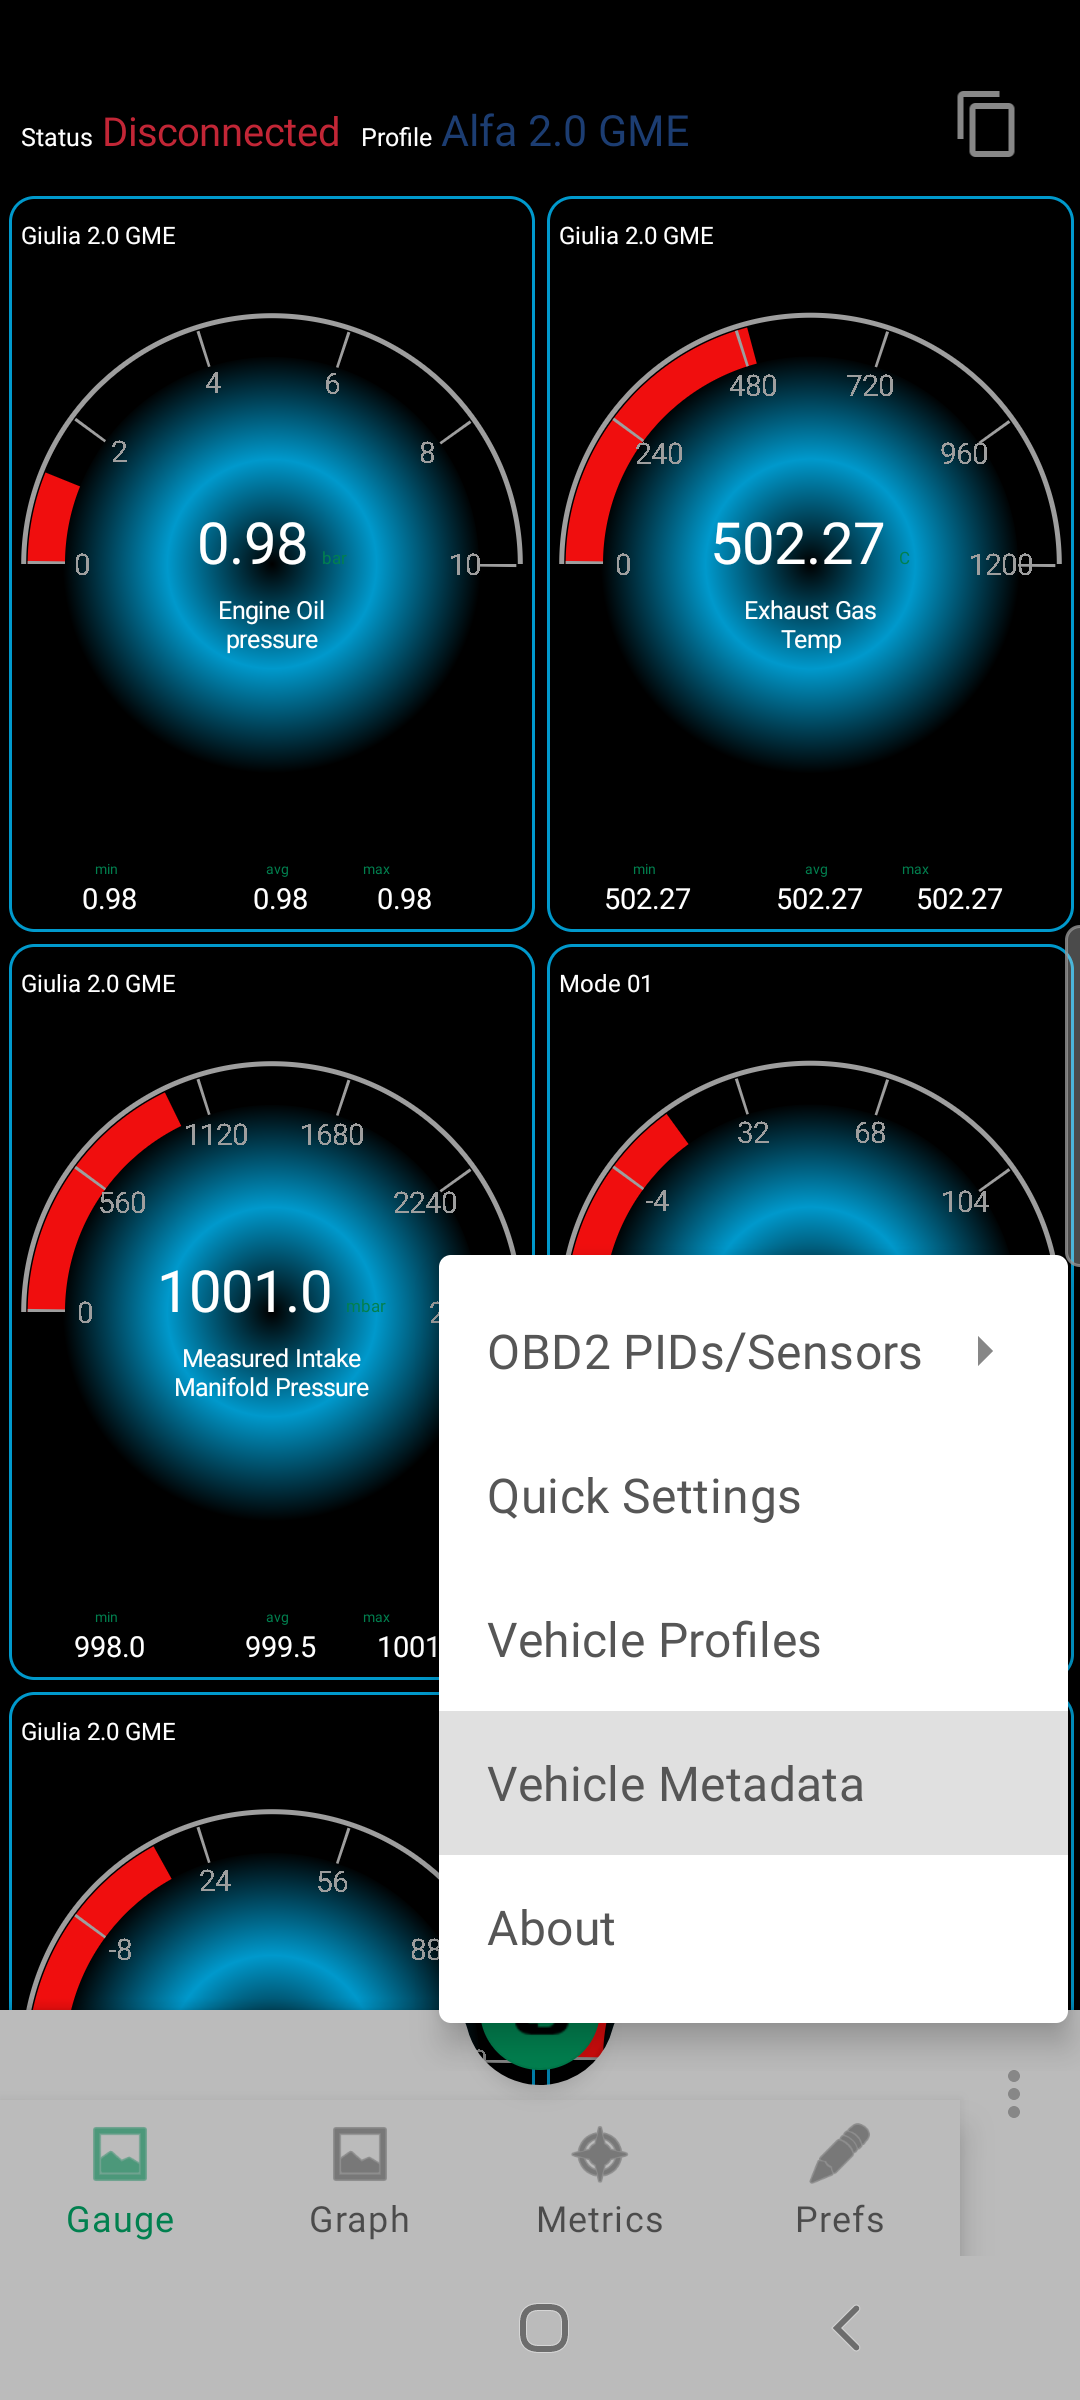 Status Disconnected Profile Alfa 2.0 GME
Giulia 2.0 GME
4 6
2 8
0 10
0.98 bar
Engine Oil
pressure
min avg max
0.98 0.98 0.98
Giulia 2.0 GME
480 720
240 960
0 1200
502.27 C
Exhaust Gas
Temp
min avg max
502.27 502.27 502.27
Giulia 2.0 GME
1120 1680
560 2240
0 2
1001.0 mbar
Measured Intake
Manifold Pressure
min avg max
998.0 999.5 1001
Mode 01
32 68
-4 104
Giulia 2.0 GME
24 56
-8 88
OBD2 PIDs/Sensors
Quick Settings
Vehicle Profiles
Vehicle Metadata
About
Gauge Graph Metrics Prefs